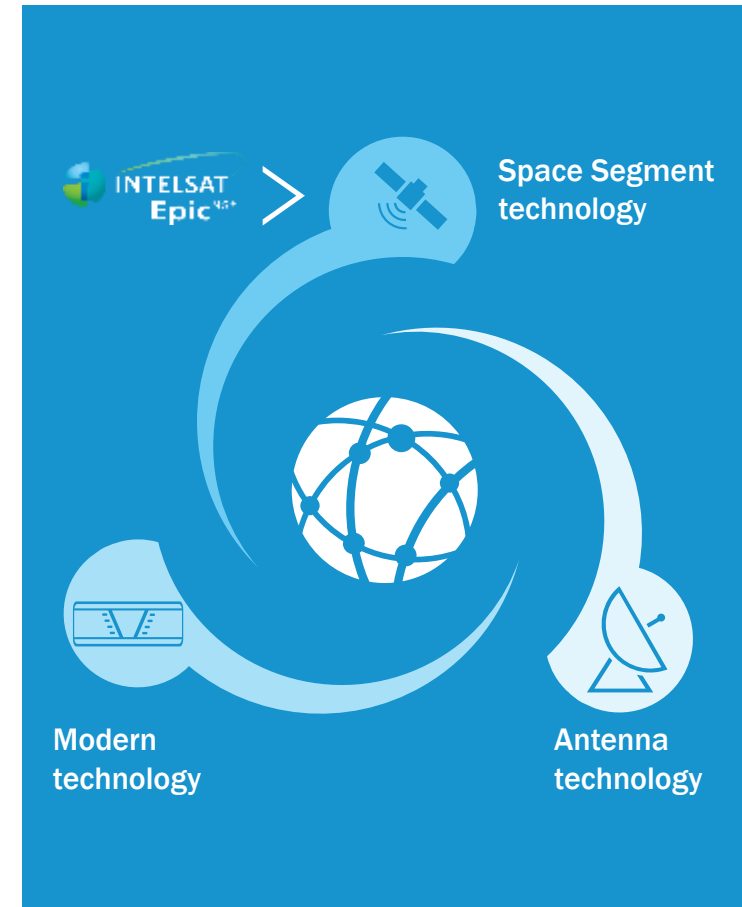 INTELSAT
Epic
Space Segment
technology
Modern
technology
Antenna
technology